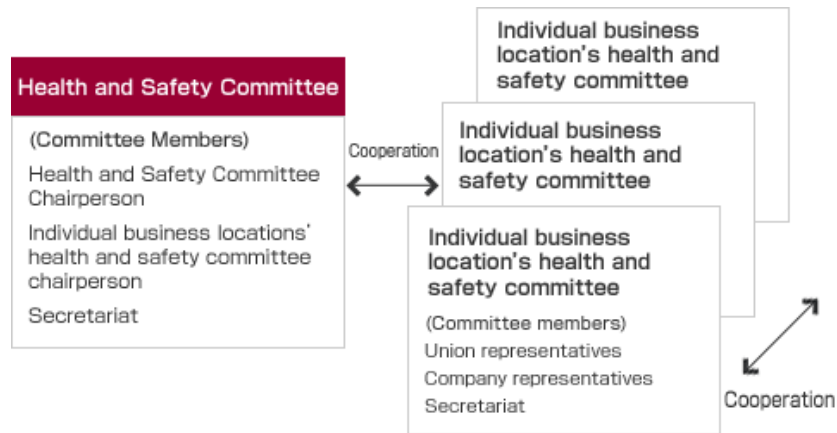 Health and Safety Committee
(Committee Members)
Health and Safety Committee
Chairperson
Individual business locations'
health and safety committee
chairperson
Secretariat
Cooperation
Individual business
location's health and
safety committee
Individual business
location's health and
safety committee
Individual business
location's health and
safety committee
(Committee members)
Union representatives
Company representatives
Secretariat
Cooperation